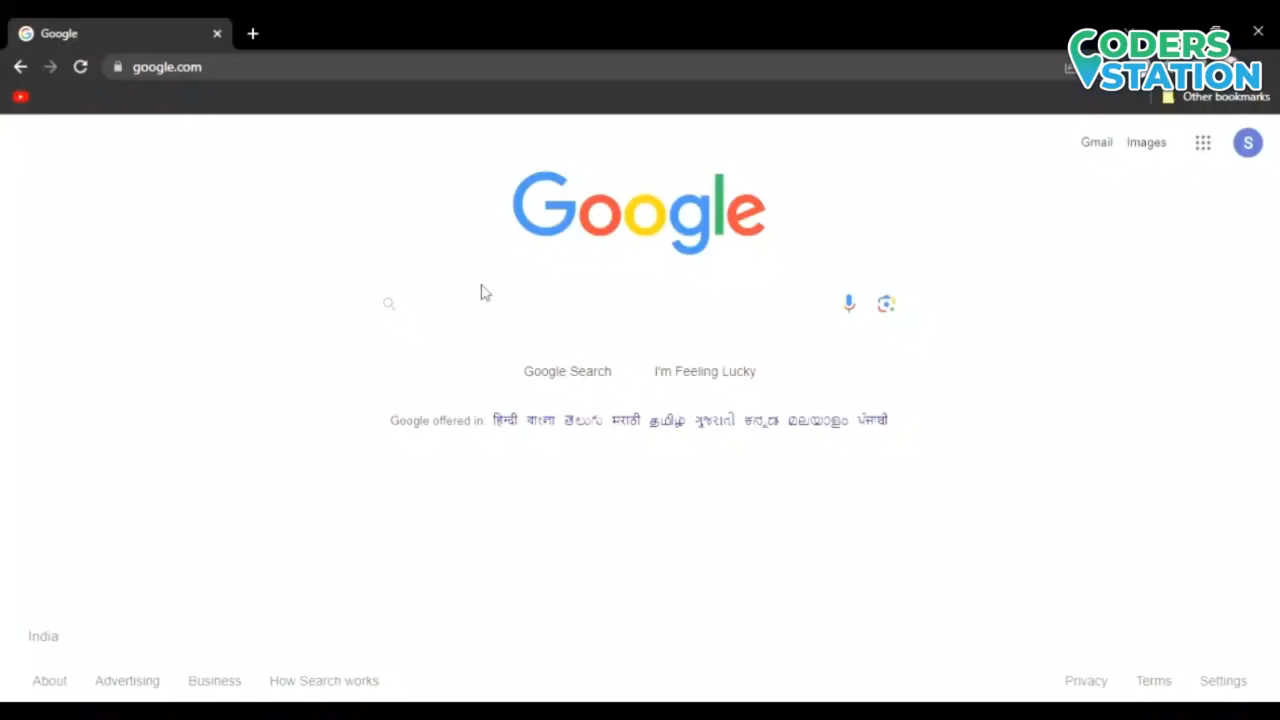 Google
CODERS
STATION
google.com
Other bookmarks
Gmail Images S
Google
Google Search I'm Feeling Lucky
Google offered in: हिन्दी বাংলা తెలుగు मराठी தமிழ் ગુજરાતી ಕನ್ನಡ മലയാളം ਪੰਜਾਬੀ
India
About Advertising Business How Search works Privacy Terms Settings